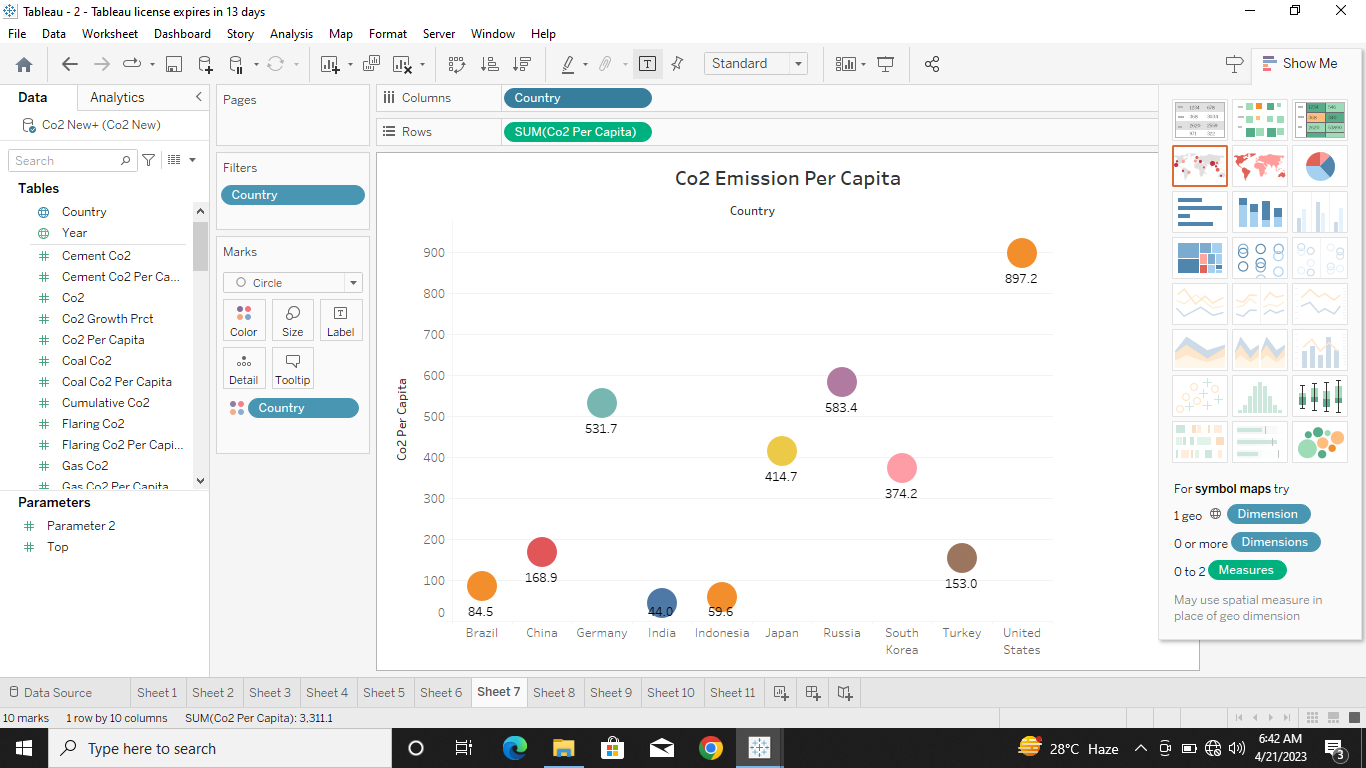 Tableau - 2 - Tableau license expires in 13 days
File Data Worksheet Dashboard Story Analysis Map Format Server Window Help
Standard
Show Me
Data
Analytics
Co2 New+ (Co2 New)
Search
Tables
Country
Year
Cement Co2
Cement Co2 Per Ca...
Co2
Co2 Growth Prct
Co2 Per Capita
Coal Co2
Coal Co2 Per Capita
Cumulative Co2
Flaring Co2
Flaring Co2 Per Capi...
Gas Co2
Gas Co2 Per Capita
Parameters
Parameter 2
Top
Pages
Filters
Country
Marks
Circle
Color Size Label
Detail Tooltip
Country
Columns Country
Rows SUM(Co2 Per Capita)
Co2 Emission Per Capita
Country
Co2 Per Capita
900
800
700
600
500
400
300
200
100
0
84.5
168.9
531.7
44.0
59.6
414.7
583.4
374.2
153.0
897.2
Brazil China Germany India Indonesia Japan Russia South Korea Turkey United States
For symbol maps try
1 geo Dimension
0 or more Dimensions
0 to 2 Measures
May use spatial measure in
place of geo dimension
Data Source Sheet 1 Sheet 2 Sheet 3 Sheet 4 Sheet 5 Sheet 6 Sheet 7 Sheet 8 Sheet 9 Sheet 10 Sheet 11
10 marks 1 row by 10 columns SUM(Co2 Per Capita): 3,311.1
Type here to search
28°C Haze
6:42 AM
4/21/2023
3